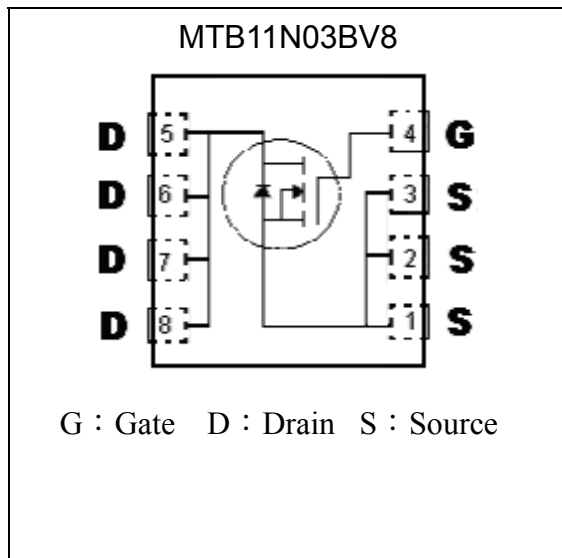 MTB11N03BV8
D 5 4 G
D 6 3 S
D 7 2 S
D 8 1 S
G：Gate D：Drain S：Source